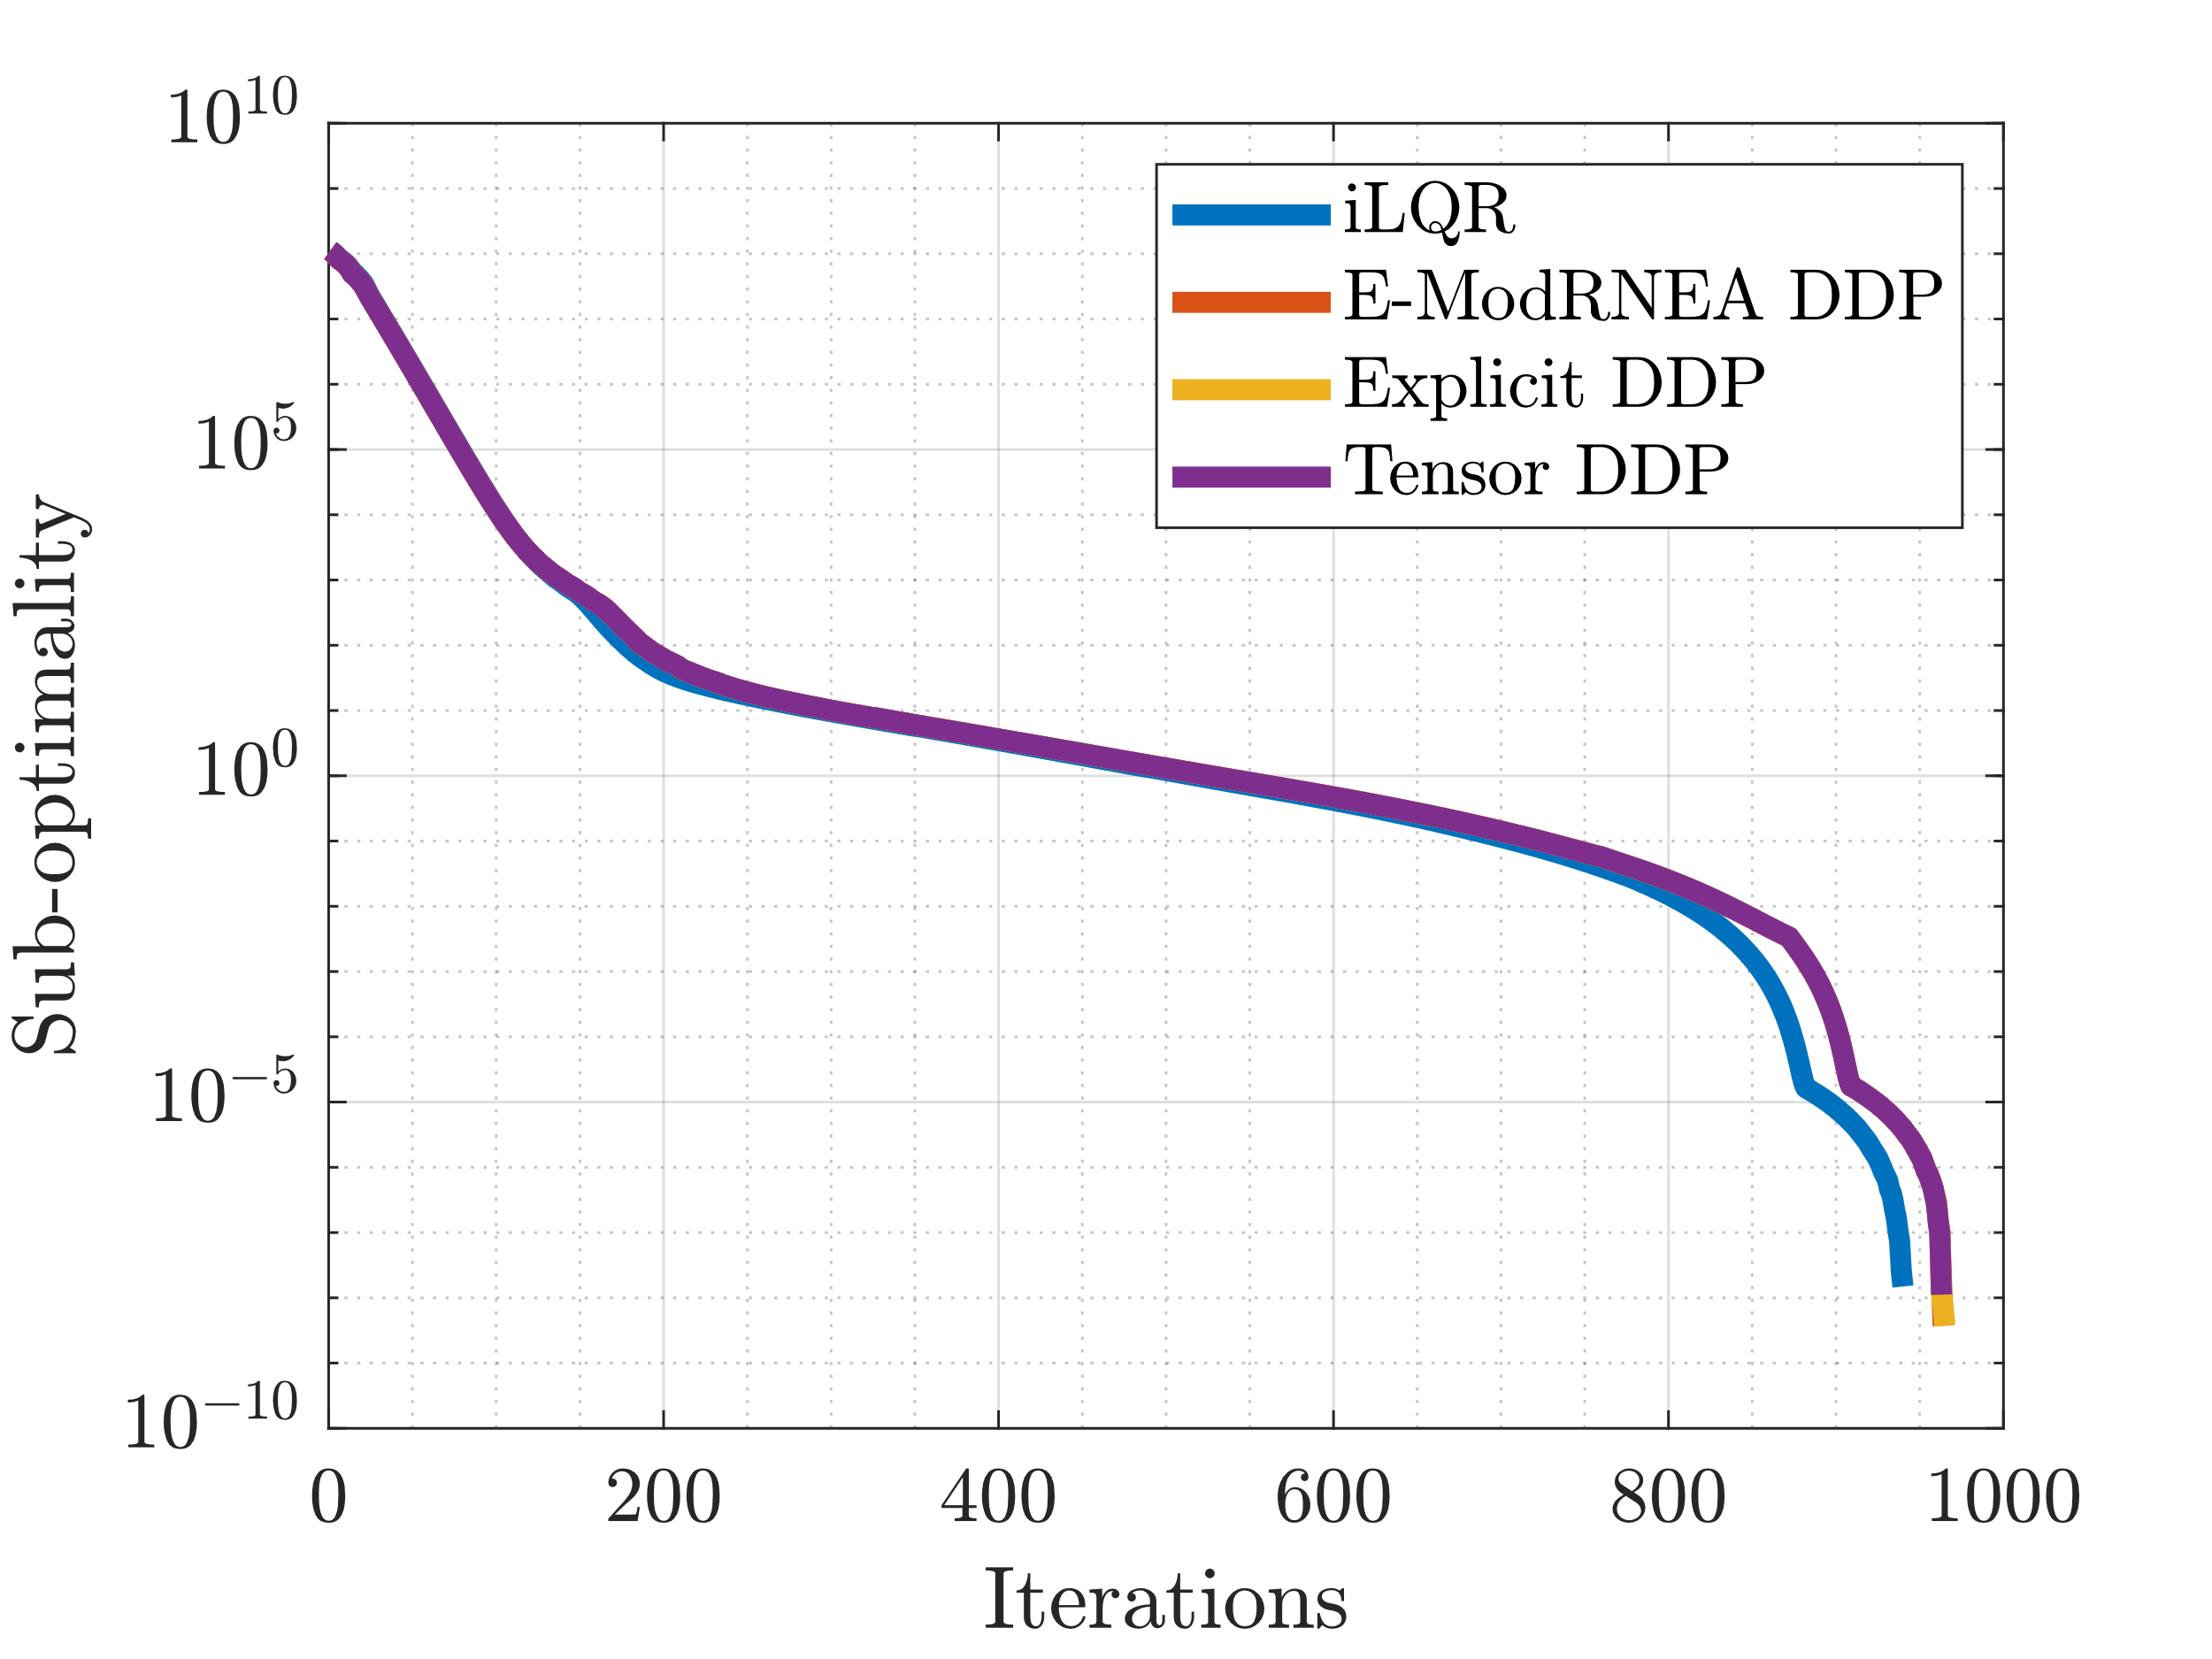 10^10
10^5
10^0
10^−5
10^−10
Sub-optimality
iLQR
E-ModRNEA DDP
Explicit DDP
Tensor DDP
0 200 400 600 800 1000
Iterations